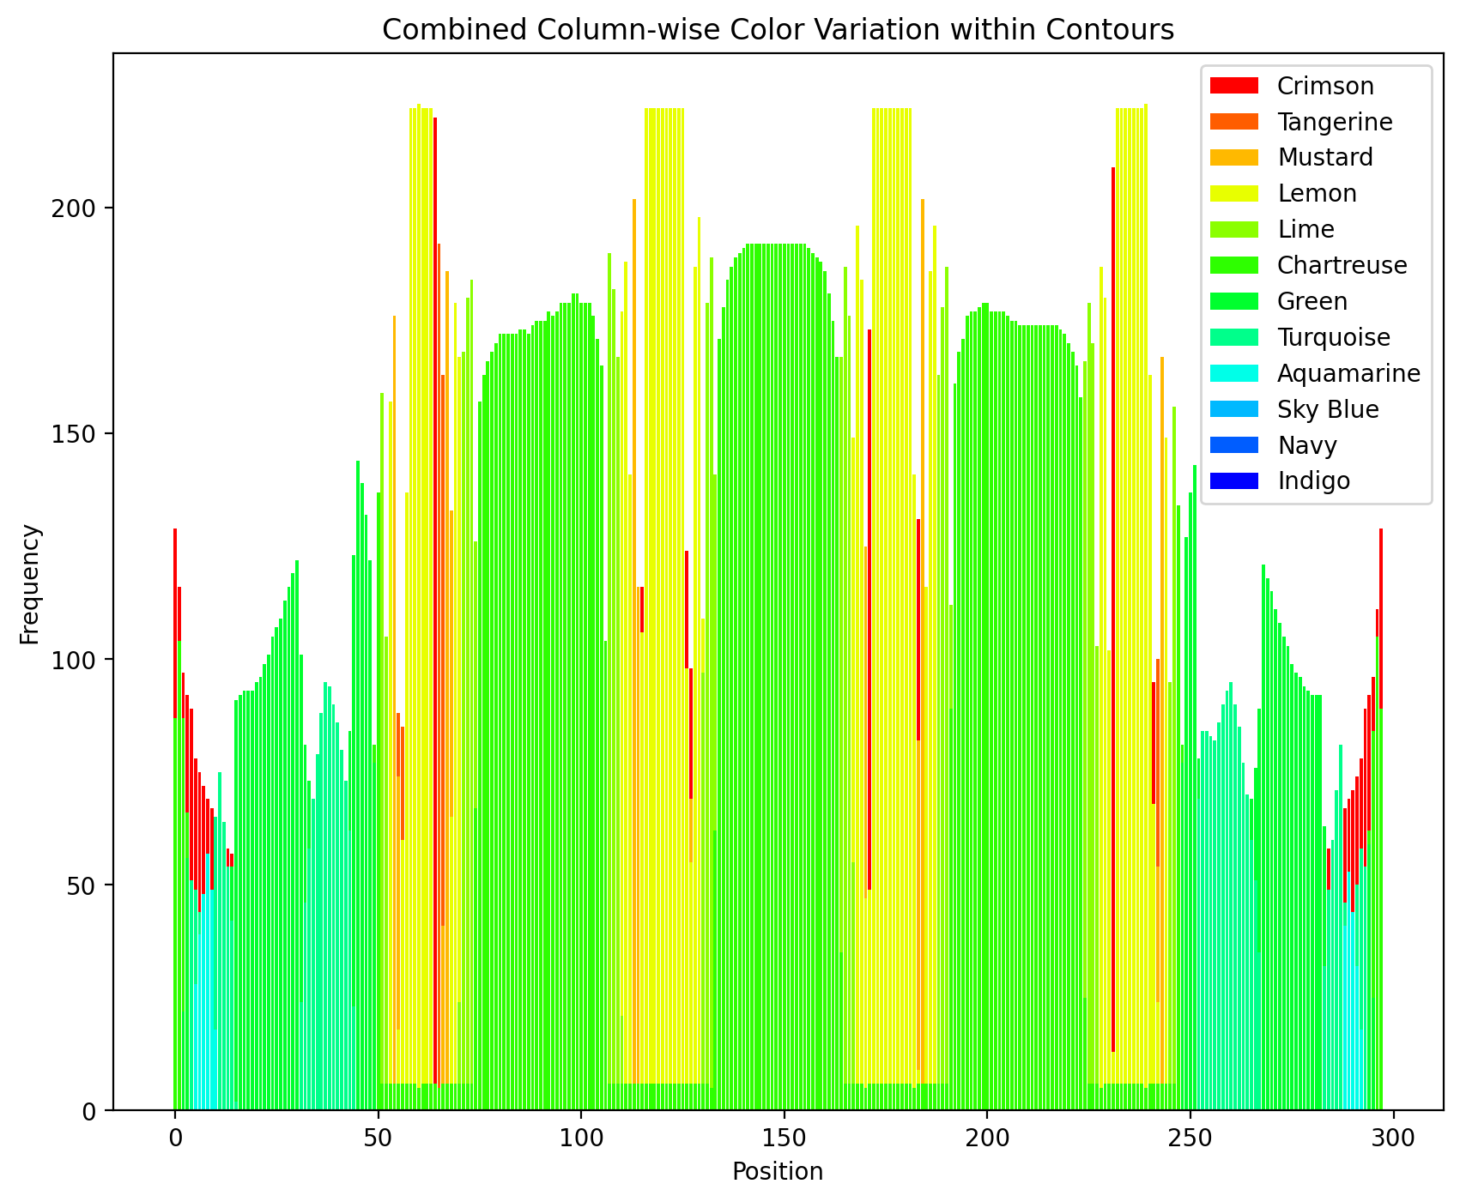 Combined Column-wise Color Variation within Contours
Crimson
Tangerine
Mustard
Lemon
Lime
Chartreuse
Green
Turquoise
Aquamarine
Sky Blue
Navy
Indigo
200
150
100
50
0
Frequency
0 50 100 150 200 250 300
Position